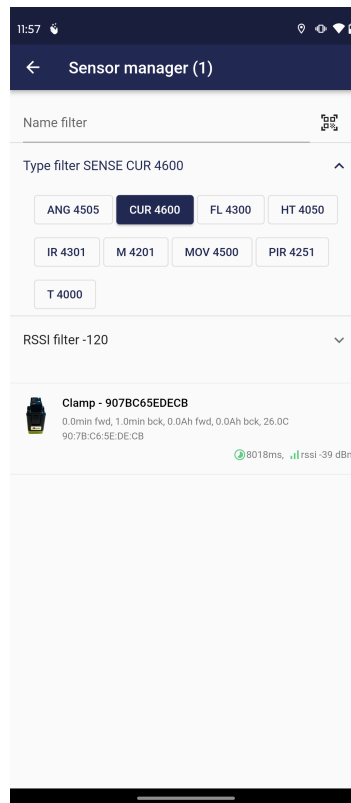 11:57
Sensor manager (1)
Name filter
Type filter SENSE CUR 4600
ANG 4505 CUR 4600 FL 4300 HT 4050
IR 4301 M 4201 MOV 4500 PIR 4251
T 4000
RSSI filter -120
Clamp - 907BC65EDECB
0.0min fwd, 1.0min bck, 0.0Ah fwd, 0.0Ah bck, 26.0C
90:7B:C6:5E:DE:CB
8018ms, rssi -39 dBm